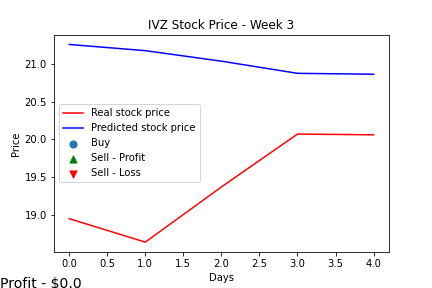 IVZ Stock Price - Week 3
21.0
20.5
20.0
19.5
19.0
Price
Real stock price
Predicted stock price
Buy
Sell - Profit
Sell - Loss
0.0 0.5 1.0 1.5 2.0 2.5 3.0 3.5 4.0
Days
Profit - $0.0